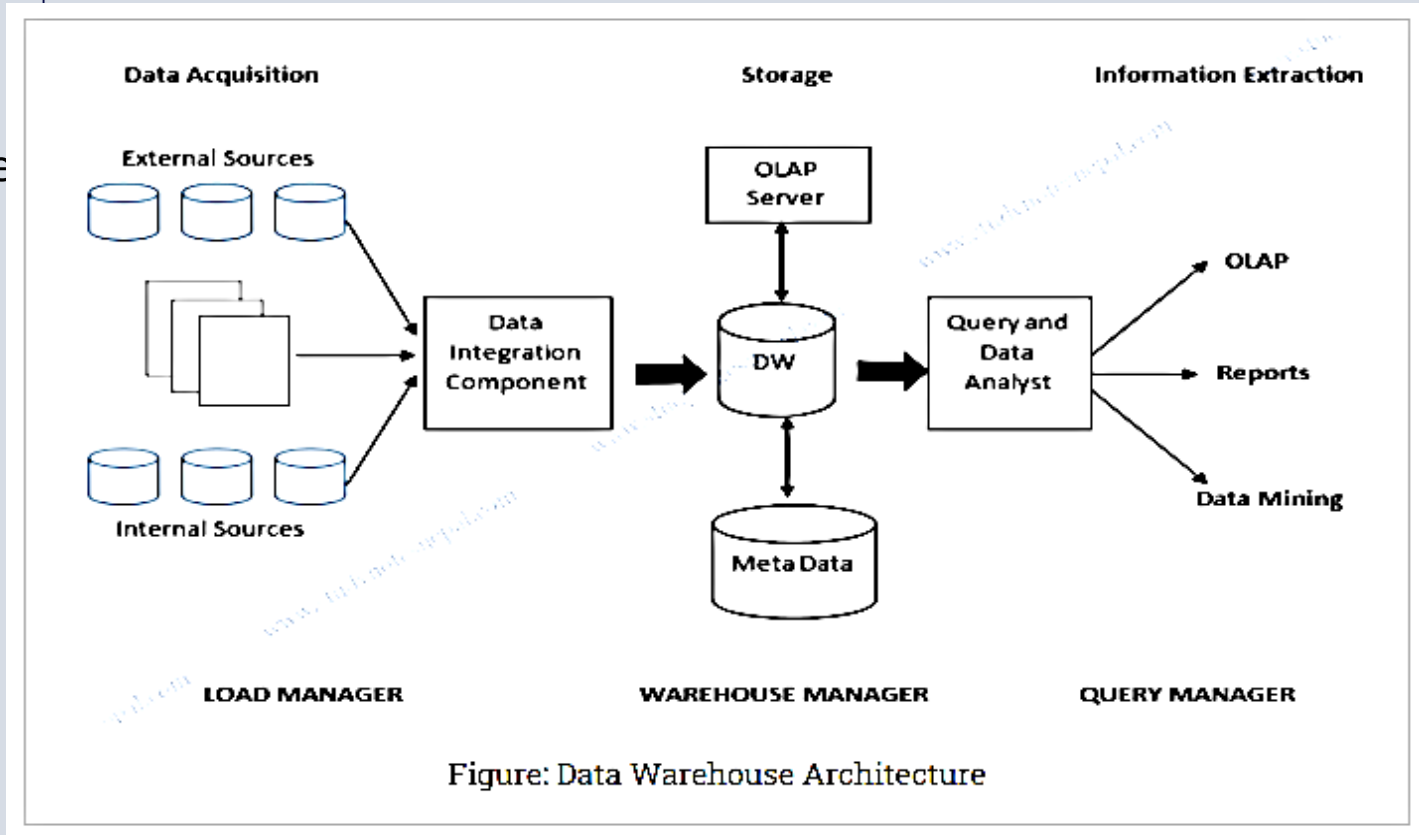 Data Acquisition
Storage
Information Extraction
External Sources
OLAP
Server
OLAP
Data
Integration
Component
DW
Query and
Data
Analyst
Reports
Internal Sources
Meta Data
Data Mining
LOAD MANAGER
WAREHOUSE MANAGER
QUERY MANAGER
Figure: Data Warehouse Architecture